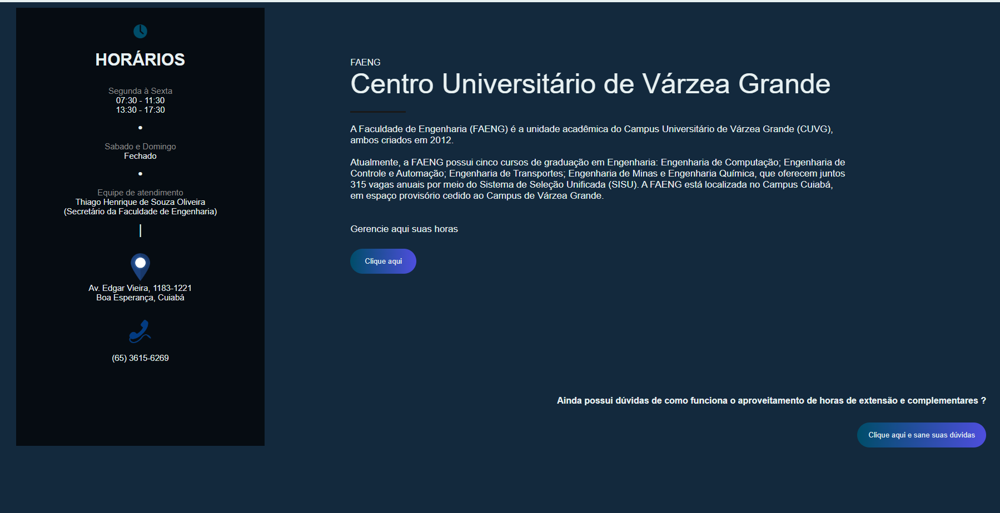 HORÁRIOS
Segunda à Sexta
07:30 - 11:30
13:30 - 17:30
•
Sabado e Domingo
Fechado
•
Equipe de atendimento
Thiago Henrique de Souza Oliveira
(Secretário da Faculdade de Engenharia)
|
Av. Edgar Vieira, 1183-1221
Boa Esperança, Cuiabá
(65) 3615-6269
FAENG
Centro Universitário de Várzea Grande
A Faculdade de Engenharia (FAENG) é a unidade acadêmica do Campus Universitário de Várzea Grande (CUVG),
ambos criados em 2012.
Atualmente, a FAENG possui cinco cursos de graduação em Engenharia: Engenharia de Computação; Engenharia de
Controle e Automação; Engenharia de Transportes; Engenharia de Minas e Engenharia Química, que oferecem juntos
315 vagas anuais por meio do Sistema de Seleção Unificada (SISU). A FAENG está localizada no Campus Cuiabá,
em espaço provisório cedido ao Campus de Várzea Grande.
Gerencie aqui suas horas
Clique aqui
Ainda possui dúvidas de como funciona o aproveitamento de horas de extensão e complementares ?
Clique aqui e sane suas dúvidas